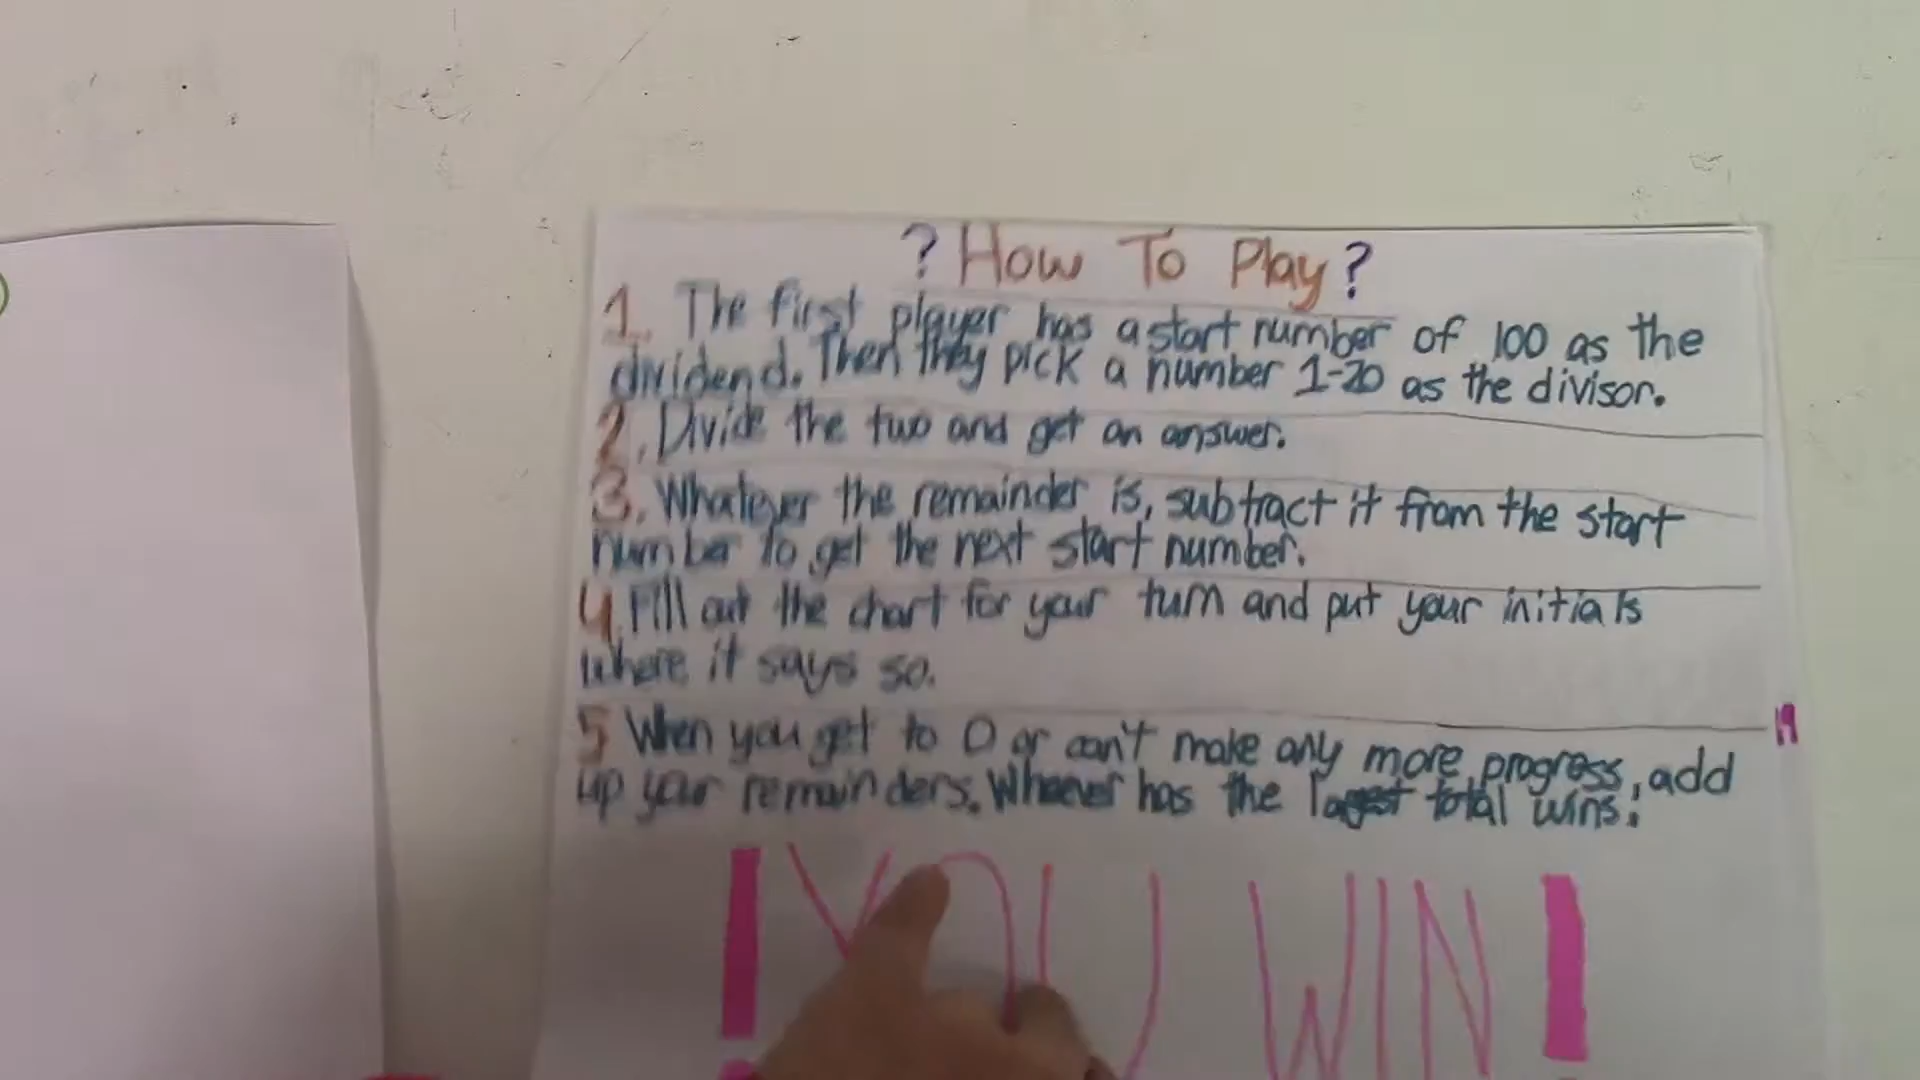 ? How To Play?
1. The first player has a start number of 100 as the
dividend. Then they pick a number 1-20 as the divisor.
2. Divide the two and get an answer.
3. Whatever the remainder is, subtract it from the start
number to get the next start number.
4. Fill out the chart for your turn and put your initials
where it says so.
5 When you get to 0 or can't make any more progress, add
up your remainders. Whoever has the largest total wins!
! YOU WIN !
19